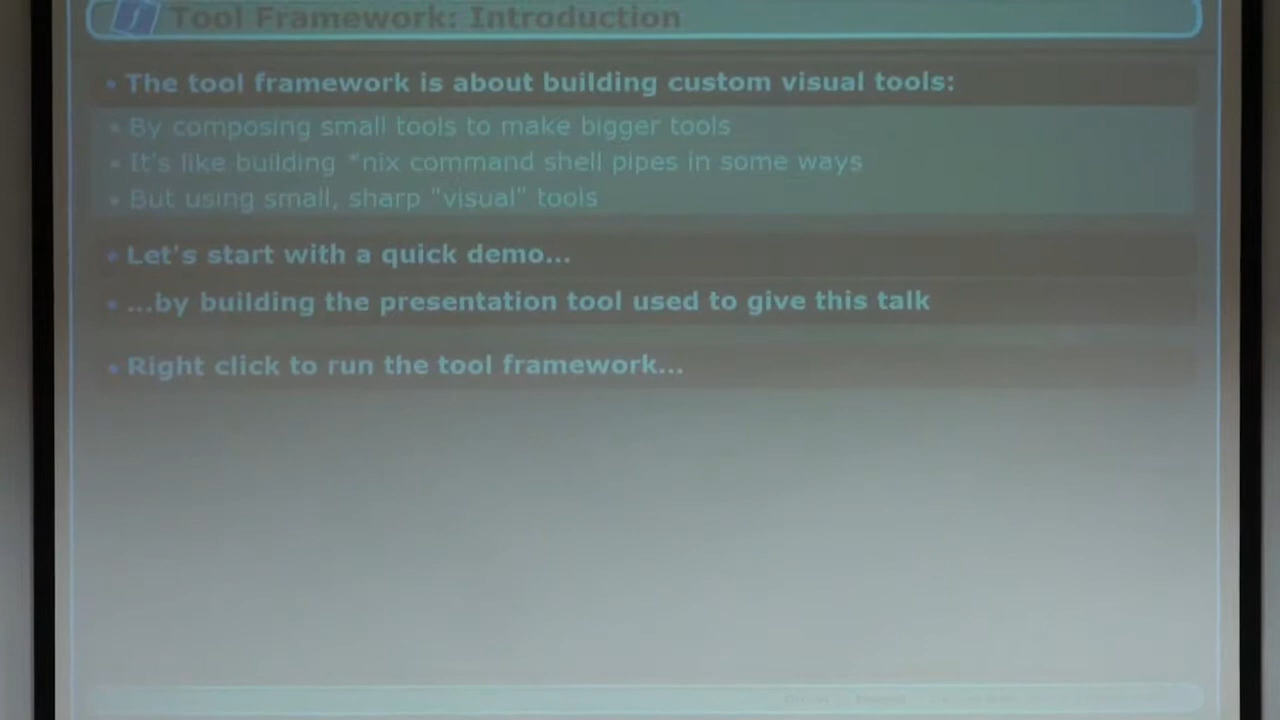 Tool Framework: Introduction
• The tool framework is about building custom visual tools:
• By composing small tools to make bigger tools
• It's like building *nix command shell pipes in some ways
• But using small, sharp "visual" tools
• Let's start with a quick demo...
• ...by building the presentation tool used to give this talk
• Right click to run the tool framework...